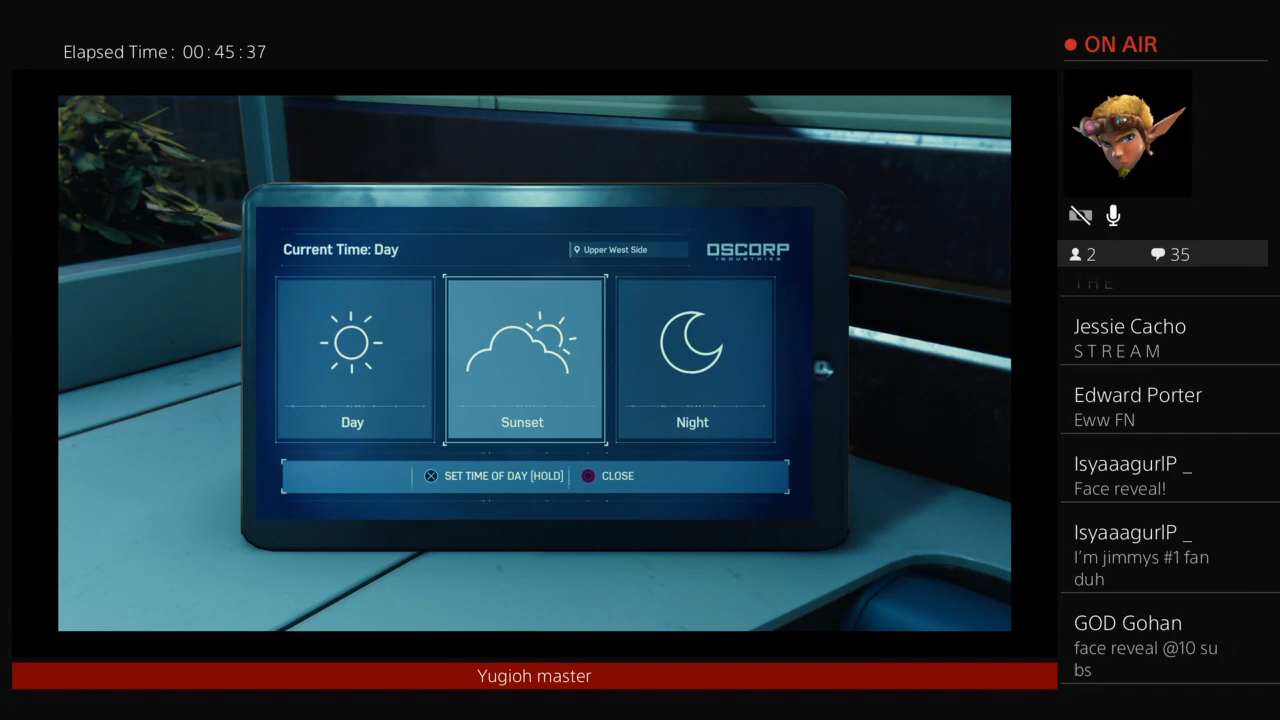 Elapsed Time: 00:45:37
ON AIR
2
35
Current Time: Day
Upper West Side
OSCORP
INDUSTRIES
Day
Sunset
Night
SET TIME OF DAY [HOLD]
CLOSE
T H E
Jessie Cacho
S T R E A M
Edward Porter
Eww FN
IsyaaagurlP _
Face reveal!
IsyaaagurlP _
I'm jimmys #1 fan
duh
GOD Gohan
face reveal @10 su
bs
Yugioh master